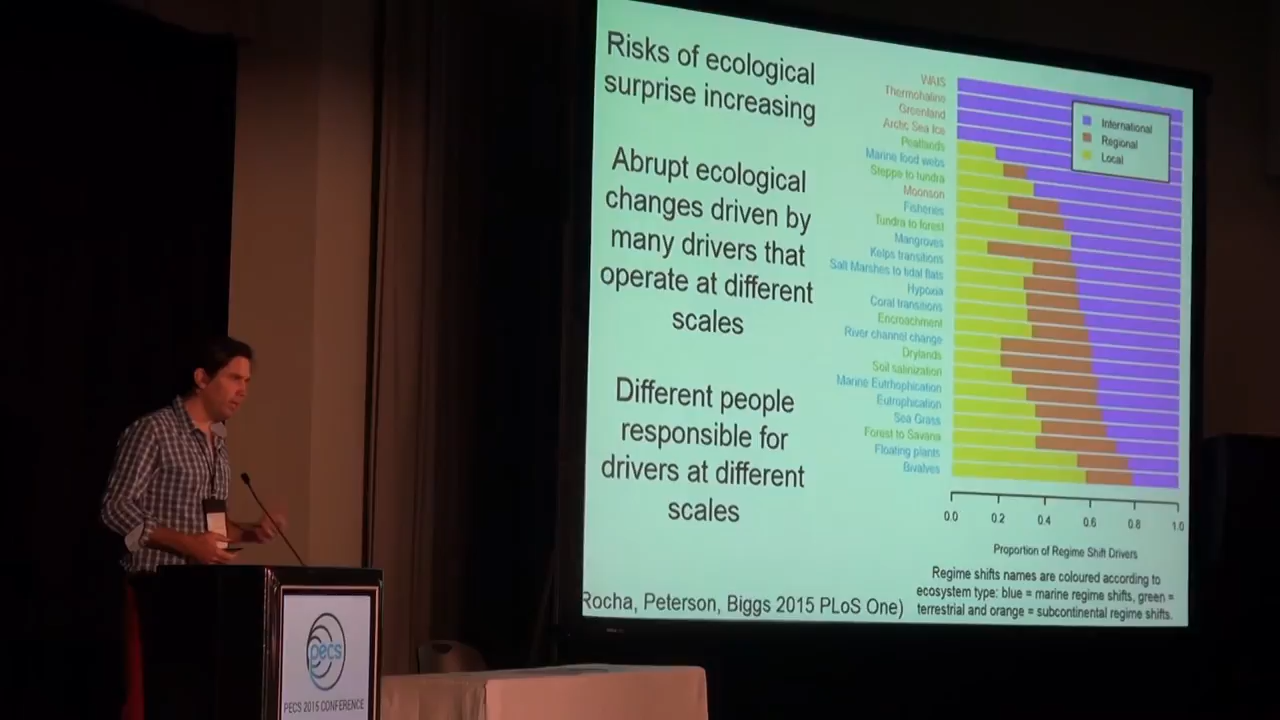 Risks of ecological
surprise increasing
Abrupt ecological
changes driven by
many drivers that
operate at different
scales
Different people
responsible for
drivers at different
scales
Rocha, Peterson, Biggs 2015 PLoS One)
WAIS
Thermohaline
Greenland
Arctic Sea Ice
Peatlands
Marine food webs
Steppe to tundra
Moonson
Fisheries
Tundra to forest
Mangroves
Kelps transitions
Salt Marshes to tidal flats
Hypoxia
Coral transitions
Encroachment
River channel change
Drylands
Soil salinization
Marine Eutrhophication
Eutrophication
Sea Grass
Forest to Savana
Floating plants
Bivalves
International
Regional
Local
0.0 0.2 0.4 0.6 0.8 1.0
Proportion of Regime Shift Drivers
Regime shifts names are coloured according to
ecosystem type: blue = marine regime shifts, green =
terrestrial and orange = subcontinental regime shifts.
pecs
PECS 2015 CONFERENCE